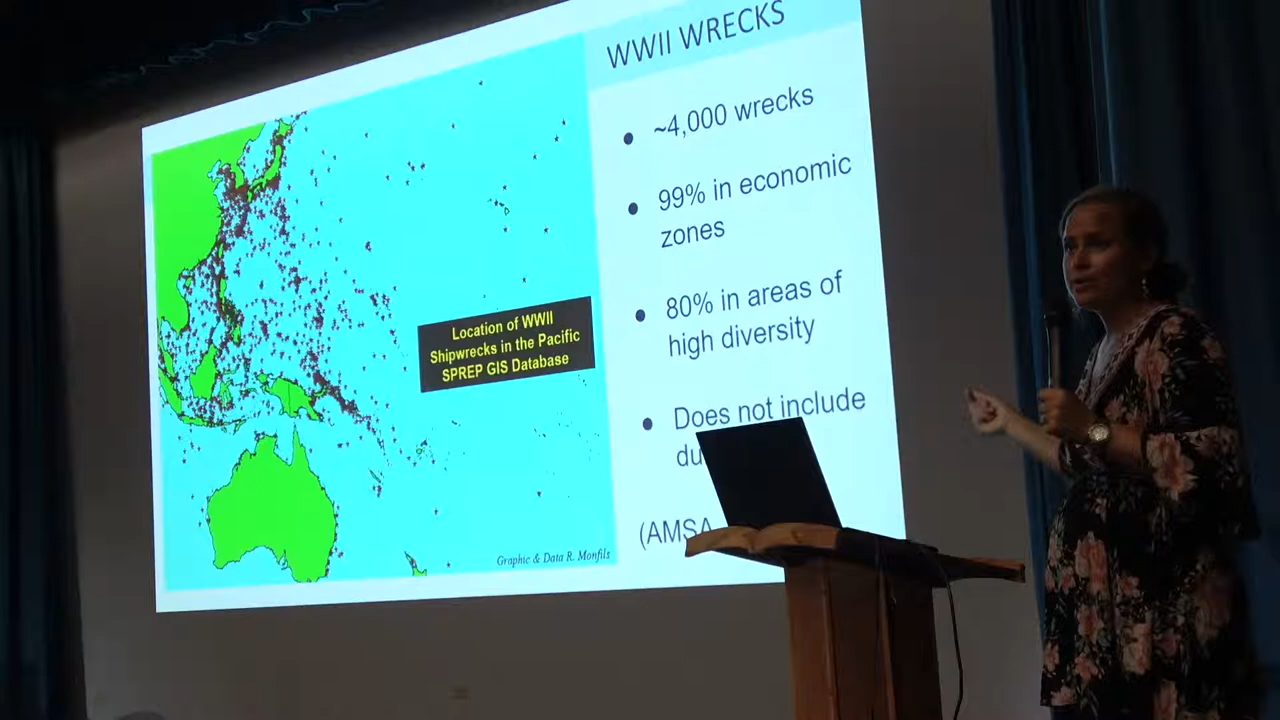 WWII WRECKS
~4,000 wrecks
99% in economic
zones
80% in areas of
high diversity
Does not include
(AMSA
Location of WWII
Shipwrecks in the Pacific
SPREP GIS Database
Graphic & Data R. Monfils